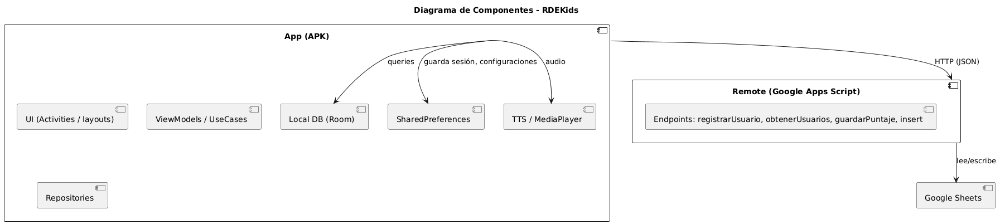 Diagrama de Componentes - RDEKids
App (APK)
queries
guarda sesión, configuraciones
audio
HTTP (JSON)
UI (Activities / layouts)
ViewModels / UseCases
Local DB (Room)
SharedPreferences
TTS / MediaPlayer
Repositories
Remote (Google Apps Script)
Endpoints: registrarUsuario, obtenerUsuarios, guardarPuntaje, insert
lee/escribe
Google Sheets